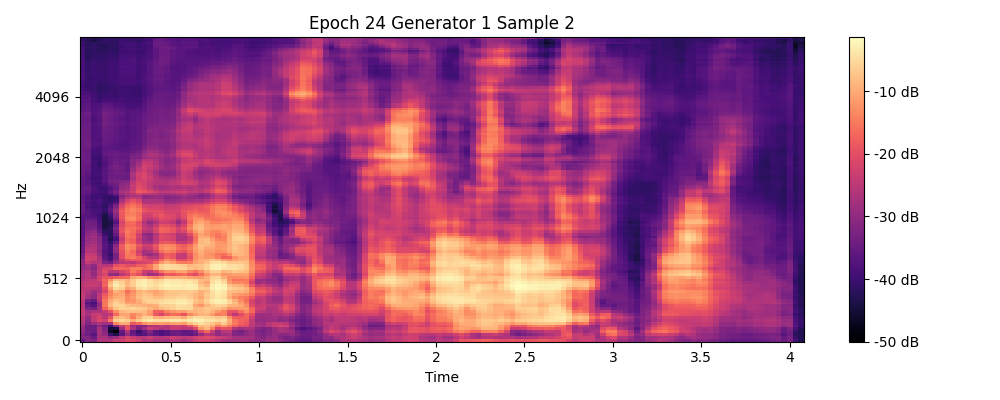 Epoch 24 Generator 1 Sample 2
Hz
4096
2048
1024
512
0
0 0.5 1 1.5 2 2.5 3 3.5 4
Time
-10 dB
-20 dB
-30 dB
-40 dB
-50 dB